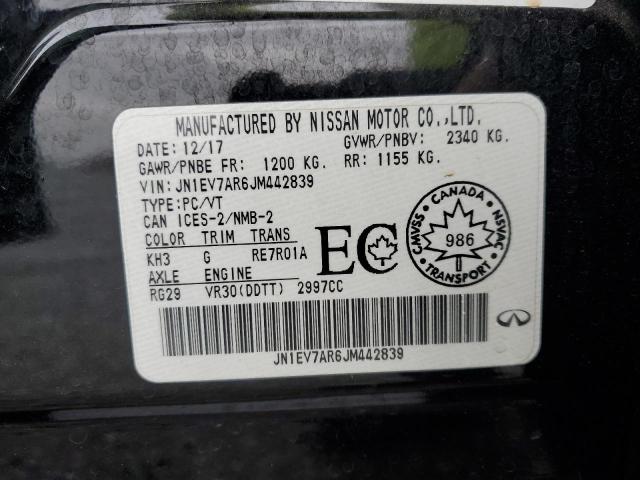 MANUFACTURED BY NISSAN MOTOR CO.,LTD.
DATE: 12/17 GVWR/PNBV: 2340 KG.
GAWR/PNBE FR: 1200 KG. RR: 1155 KG.
VIN: JN1EV7AR6JM442839
TYPE: PC/VT
CAN ICES-2/NMB-2
COLOR TRIM TRANS
KH3 G RE7R01A
AXLE ENGINE
RG29 VR30(DDTT) 2997CC
EC
CANADA
CMVSS 986 NSVAC
TRANSPORT
JN1EV7AR6JM442839